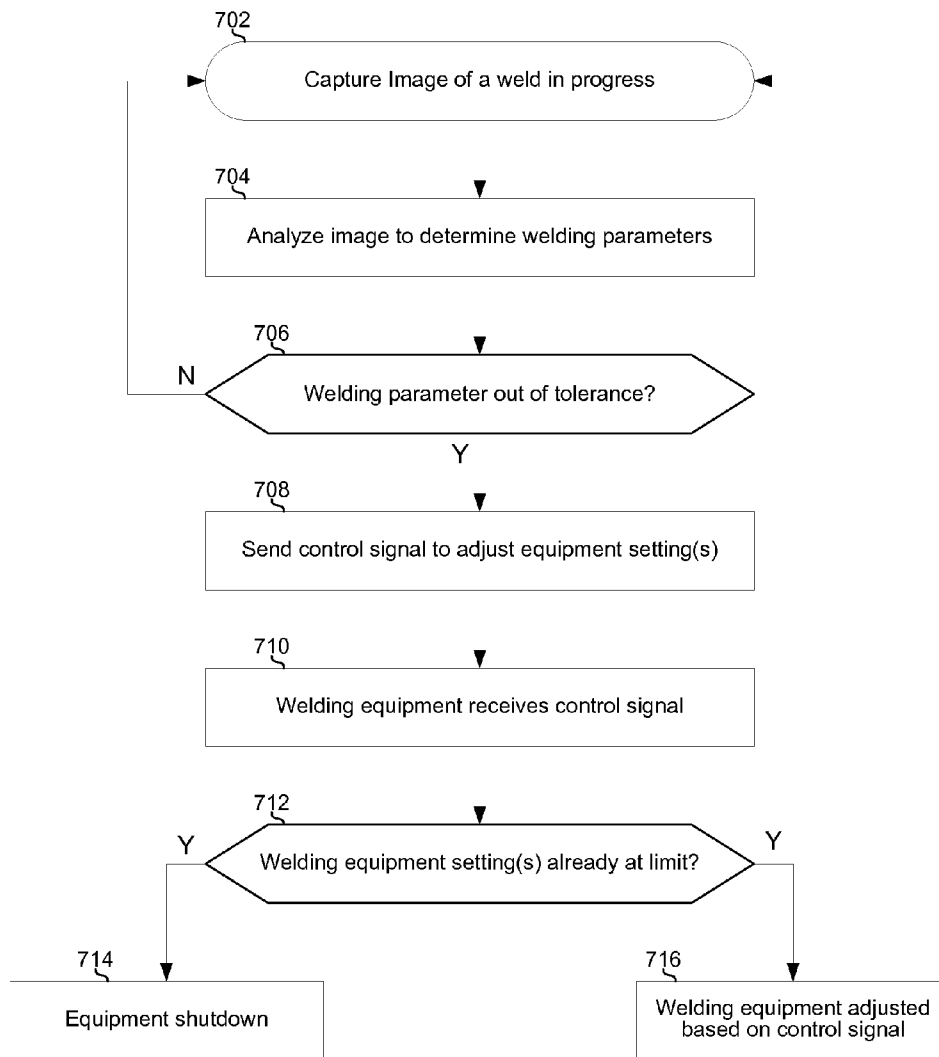 702
Capture Image of a weld in progress
704
Analyze image to determine welding parameters
706
N
Welding parameter out of tolerance?
Y
708
Send control signal to adjust equipment setting(s)
710
Welding equipment receives control signal
712
Y
Welding equipment setting(s) already at limit?
Y
714
Equipment shutdown
716
Welding equipment adjusted
based on control signal